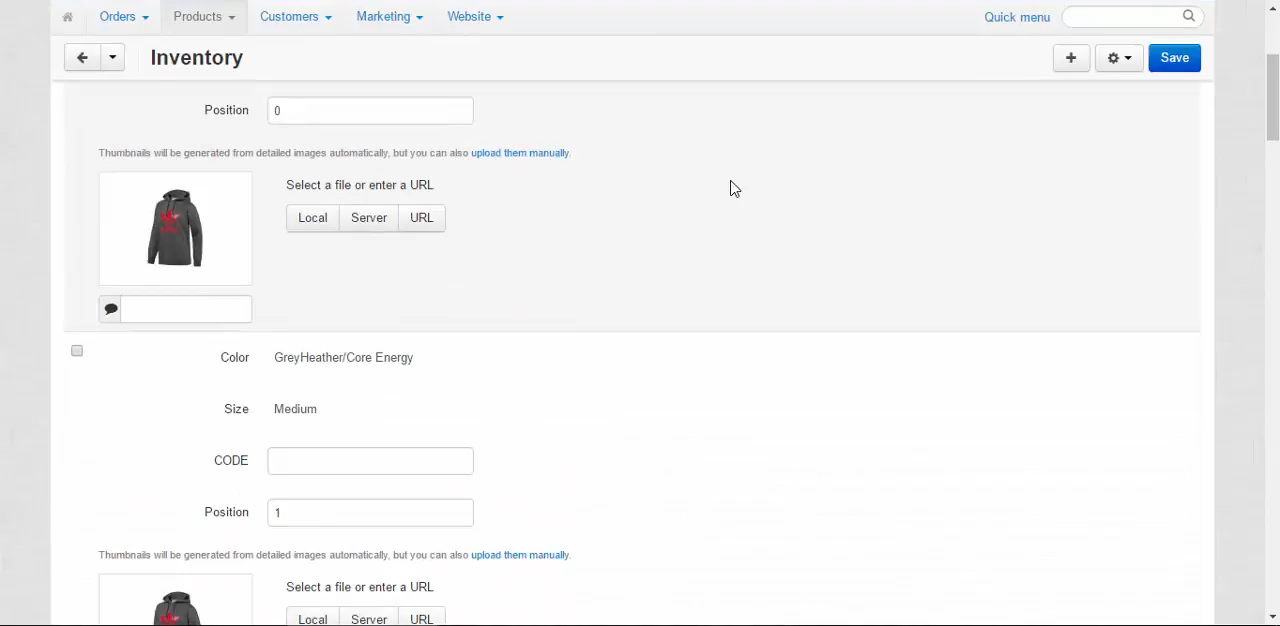 Orders Products Customers Marketing Website Quick menu
Inventory Save
Position 0
Thumbnails will be generated from detailed images automatically, but you can also upload them manually.
Select a file or enter a URL
Local Server URL
Color GreyHeather/Core Energy
Size Medium
CODE
Position 1
Thumbnails will be generated from detailed images automatically, but you can also upload them manually.
Select a file or enter a URL
Local Server URL